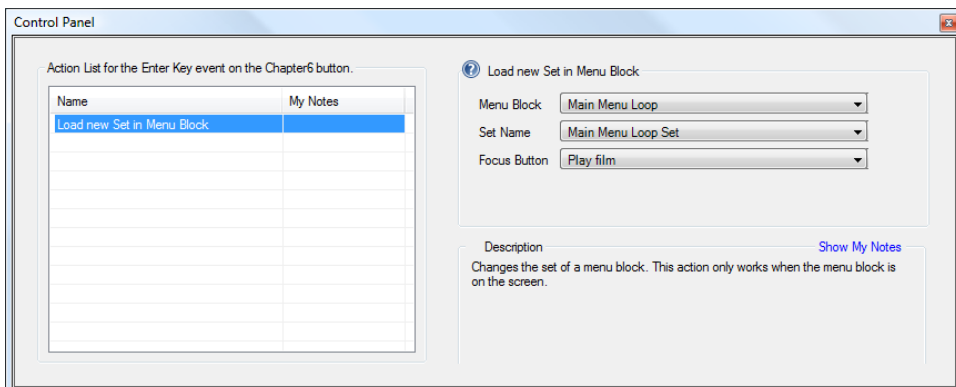 Control Panel
Action List for the Enter Key event on the Chapter6 button.
Name My Notes
Load new Set in Menu Block
Load new Set in Menu Block
Menu Block Main Menu Loop
Set Name Main Menu Loop Set
Focus Button Play film
Description Show My Notes
Changes the set of a menu block. This action only works when the menu block is
on the screen.